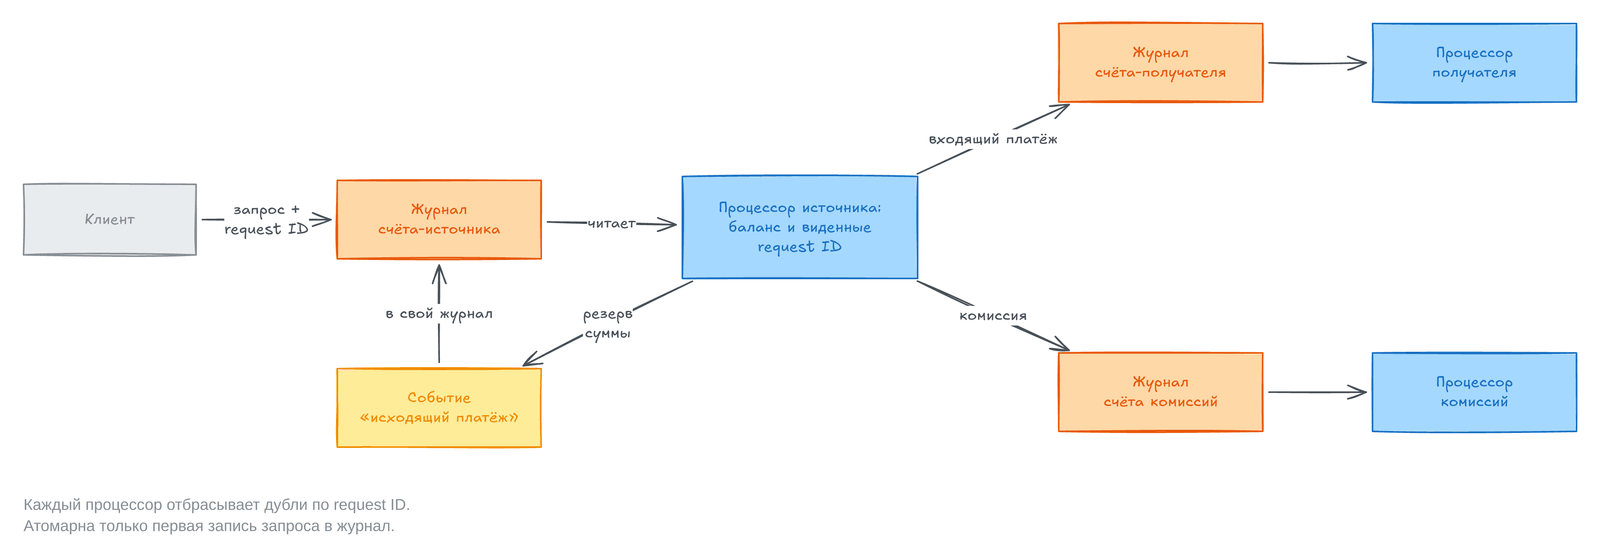 Клиент
запрос +
request ID
Журнал
счёта-источника
читает
Процессор источника:
баланс и виденные
request ID
входящий платёж
Журнал
счёта-получателя
Процессор
получателя
в свой журнал
резерв
суммы
Событие
«исходящий платёж»
комиссия
Журнал
счёта комиссий
Процессор
комиссий
Каждый процессор отбрасывает дубли по request ID.
Атомарна только первая запись запроса в журнал.